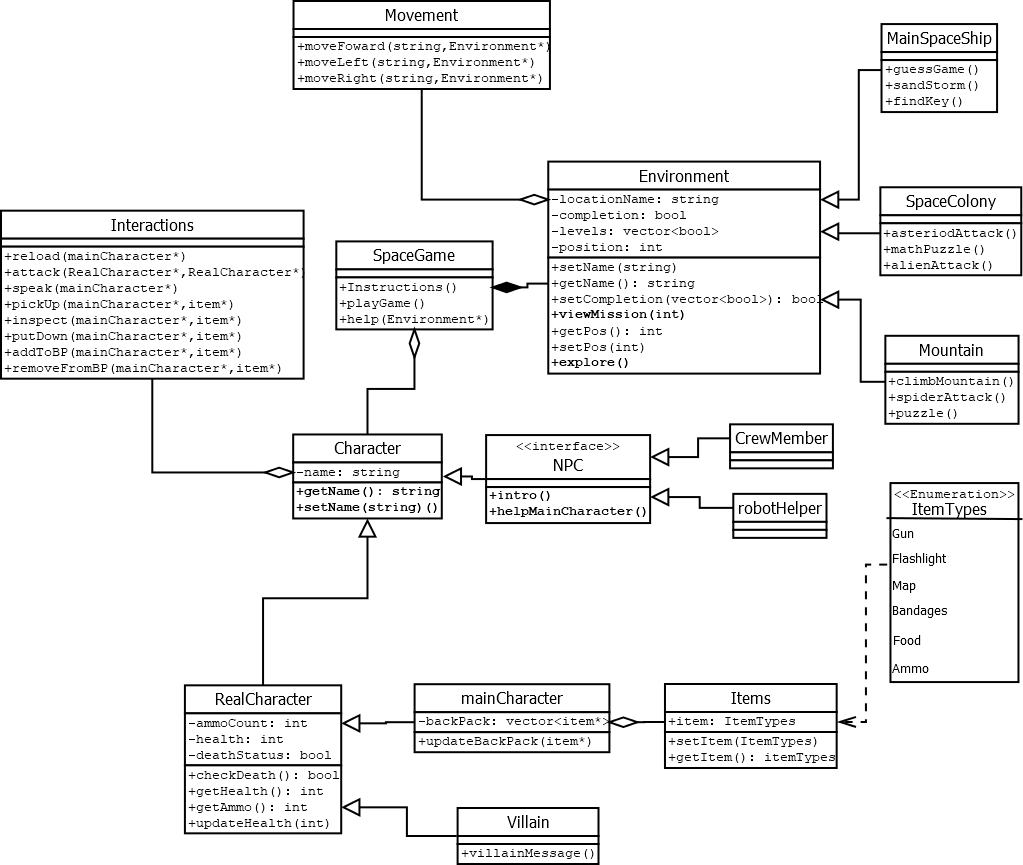 Movement
+moveFoward(string,Environment*)
+moveLeft(string,Environment*)
+moveRight(string,Environment*)
MainSpaceShip
+guessGame()
+sandStorm()
+findKey()
Environment
-locationName: string
-completion: bool
-levels: vector<bool>
-position: int
+setName(string)
+getName(): string
+setCompletion(vector<bool>): bool
+viewMission(int)
+getPos(): int
+setPos(int)
+explore()
SpaceColony
+asteriodAttack()
+mathPuzzle()
+alienAttack()
Interactions
+reload(mainCharacter*)
+attack(RealCharacter*,RealCharacter*
+speak(mainCharacter*)
+pickUp(mainCharacter*,item*)
+inspect(mainCharacter*,item*)
+putDown(mainCharacter*,item*)
+addToBP(mainCharacter*,item*)
+removeFromBP(mainCharacter*,item*)
SpaceGame
+Instructions()
+playGame()
+help(Environment*)
Mountain
+climbMountain()
+spiderAttack()
+puzzle()
Character
-name: string
+getName(): string
+setName(string)()
<<interface>>
NPC
+intro()
+helpMainCharacter()
CrewMember
robotHelper
<<Enumeration>>
ItemTypes
Gun
Flashlight
Map
Bandages
Food
Ammo
RealCharacter
-ammoCount: int
-health: int
-deathStatus: bool
+checkDeath(): bool
+getHealth(): int
+getAmmo(): int
+updateHealth(int)
mainCharacter
-backPack: vector<item*>
+updateBackPack(item*)
Items
+item: ItemTypes
+setItem(ItemTypes)
+getItem(): itemTypes
Villain
+villainMessage()